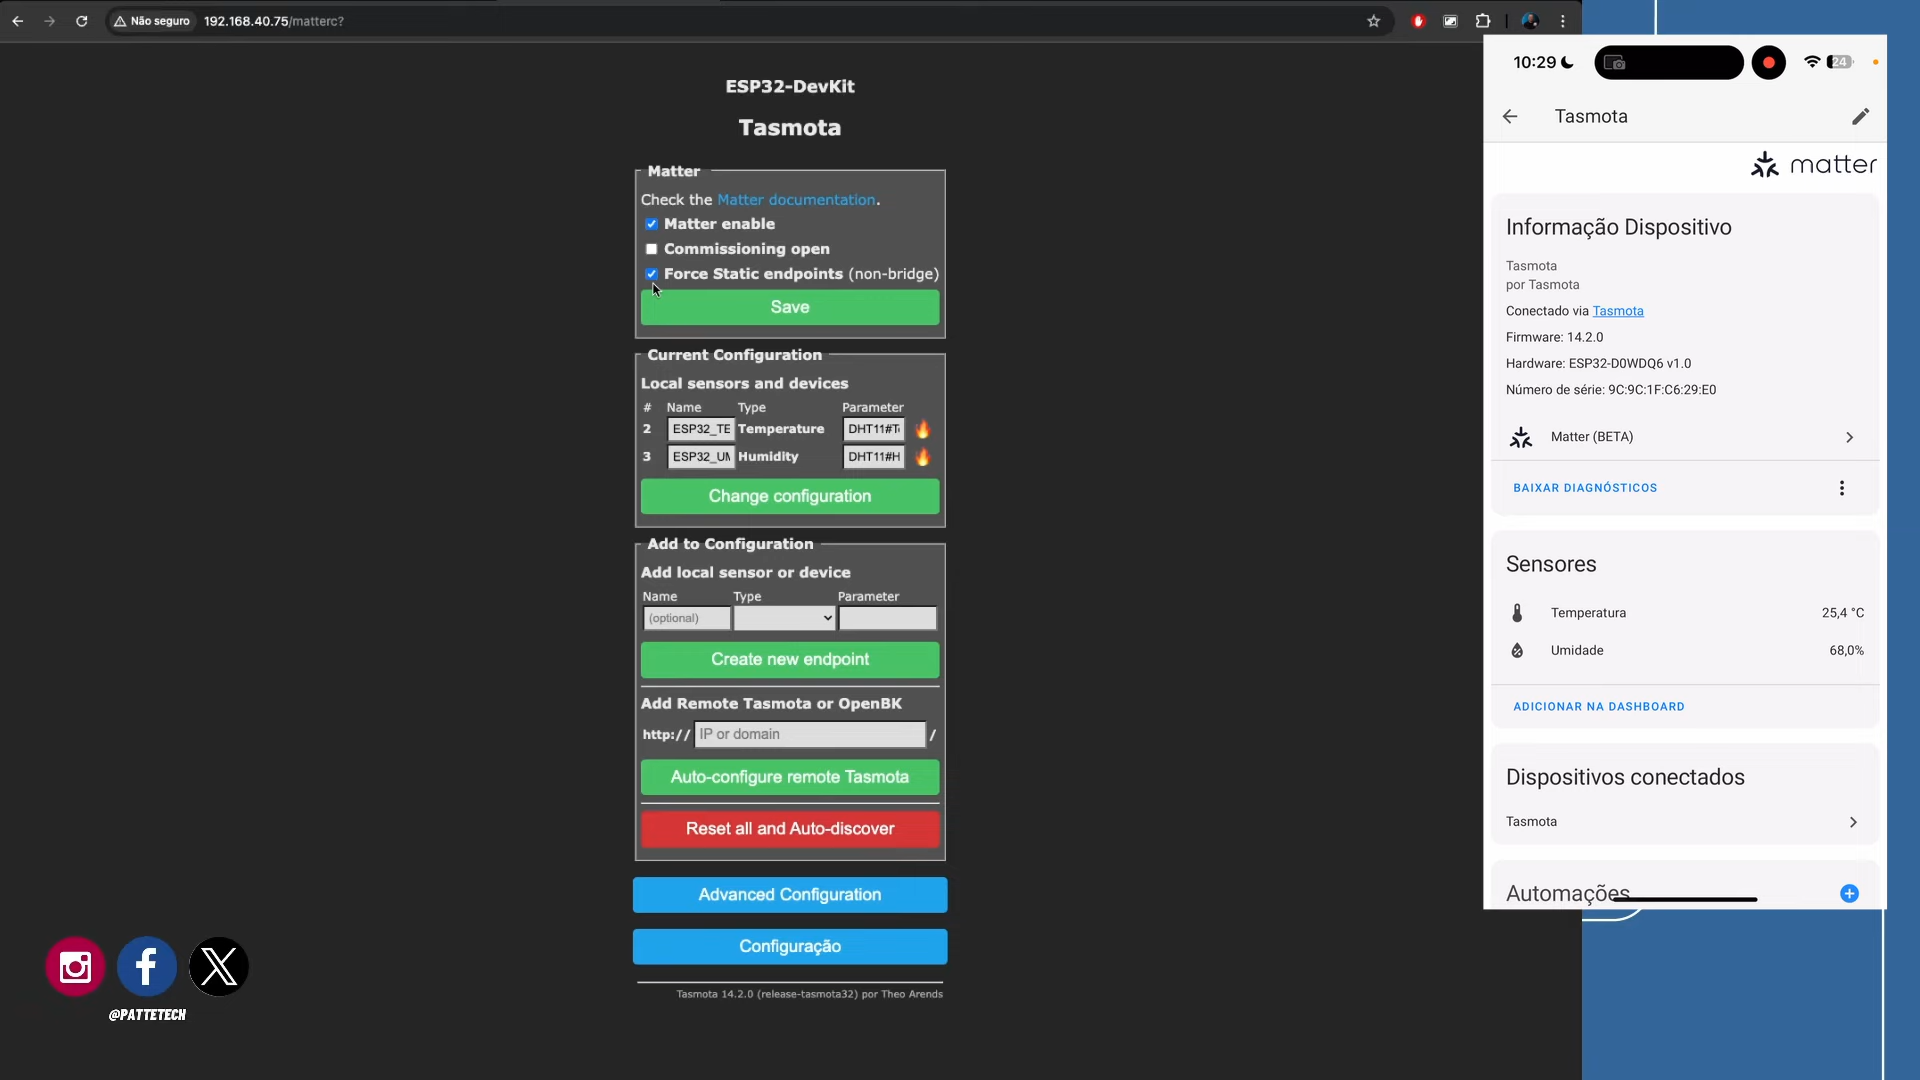 Não seguro 192.168.40.75/matterc?
ESP32-DevKit
Tasmota
Matter
Check the Matter documentation.
Matter enable
Commissioning open
Force Static endpoints (non-bridge)
Save
Current Configuration
Local sensors and devices
# Name Type Parameter
2 ESP32_TE Temperature DHT11#T
3 ESP32_UM Humidity DHT11#H
Change configuration
Add to Configuration
Add local sensor or device
Name Type Parameter
(optional)
Create new endpoint
Add Remote Tasmota or OpenBK
http:// IP or domain /
Auto-configure remote Tasmota
Reset all and Auto-discover
Advanced Configuration
Configuração
Tasmota 14.2.0 (release-tasmota32) por Theo Arends
@PATTETECH
10:29 24
Tasmota
matter
Informação Dispositivo
Tasmota
por Tasmota
Conectado via Tasmota
Firmware: 14.2.0
Hardware: ESP32-D0WDQ6 v1.0
Número de série: 9C:9C:1F:C6:29:E0
Matter (BETA)
BAIXAR DIAGNÓSTICOS
Sensores
Temperatura 25,4 °C
Umidade 68,0%
ADICIONAR NA DASHBOARD
Dispositivos conectados
Tasmota
Automações